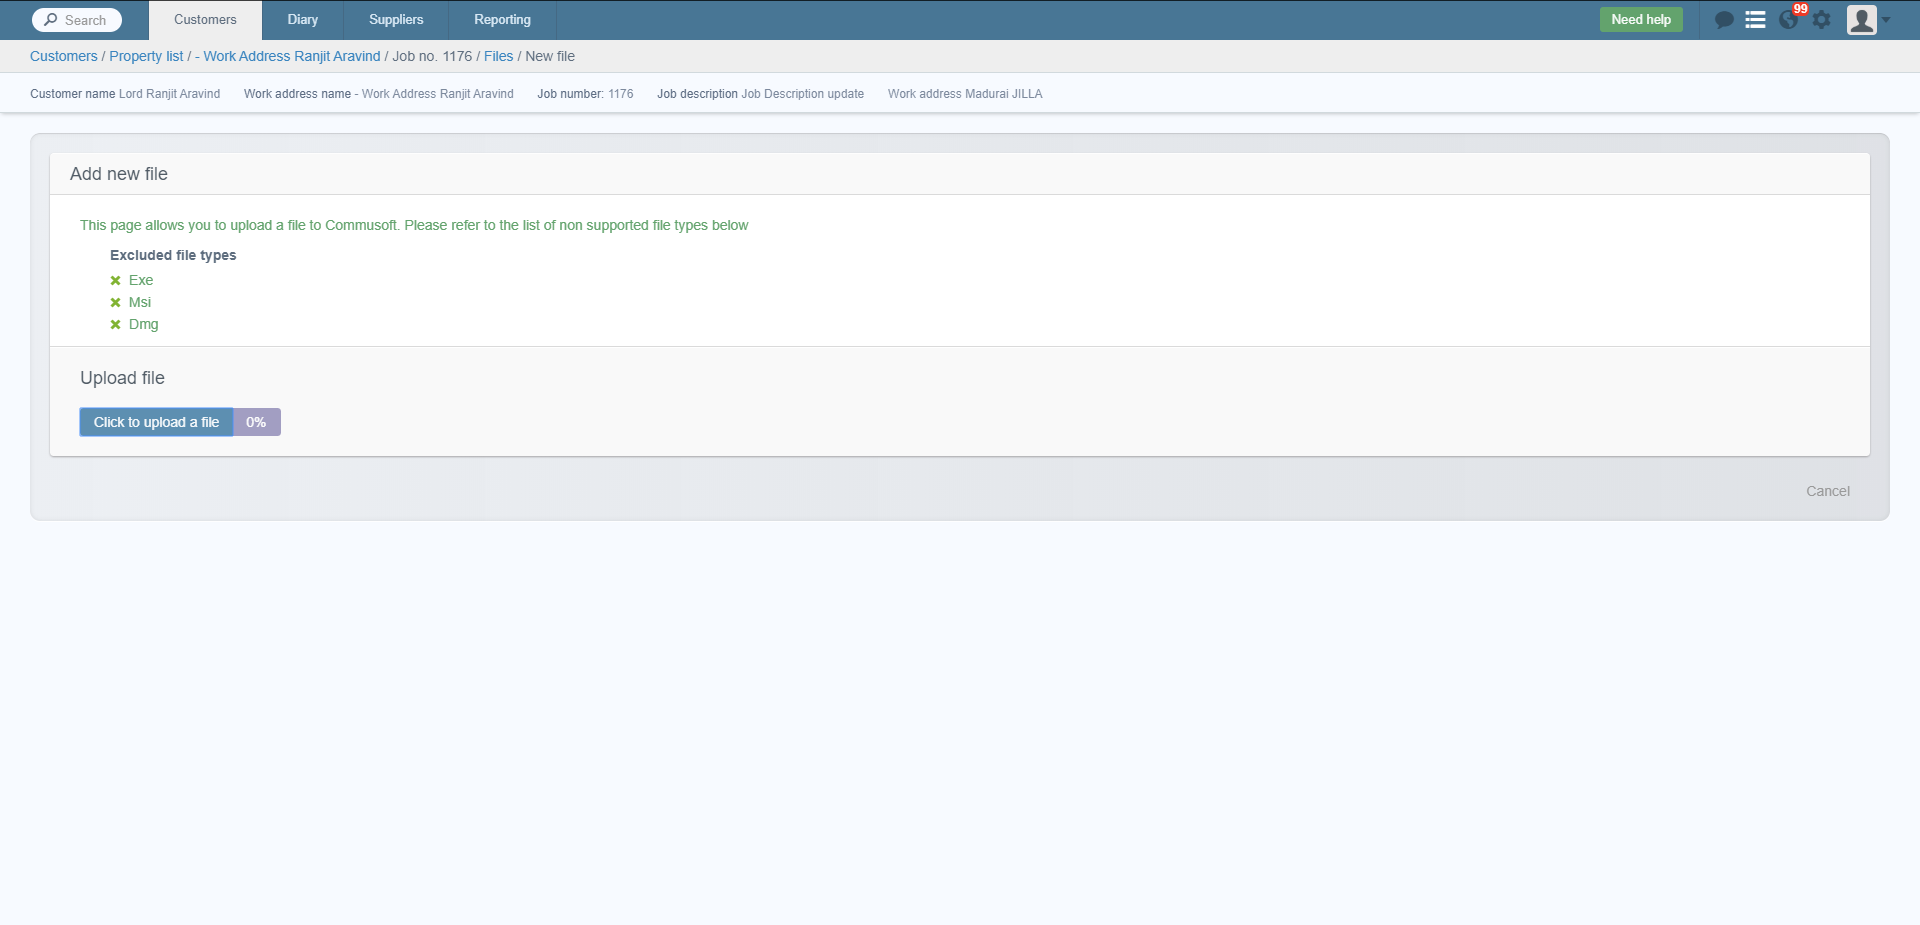 Search Customers Diary Suppliers Reporting Need help 99
Customers / Property list / - Work Address Ranjit Aravind / Job no. 1176 / Files / New file
Customer name Lord Ranjit Aravind Work address name - Work Address Ranjit Aravind Job number: 1176 Job description Job Description update Work address Madurai JILLA
Add new file
This page allows you to upload a file to Commusoft. Please refer to the list of non supported file types below
Excluded file types
Exe
Msi
Dmg
Upload file
Click to upload a file 0%
Cancel